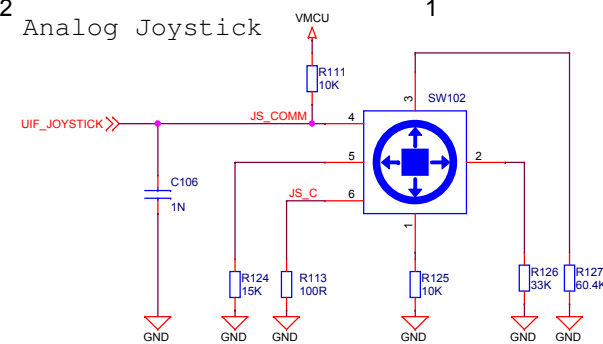 2
1
Analog Joystick
VMCU
R111
10K
3
SW102
UIF_JOYSTICK
JS_COMM
4
5
2
C106
1N
JS_C
6
1
R124
15K
R113
100R
R125
10K
R126
33K
R127
60.4K
GND
GND
GND
GND
GND
GND